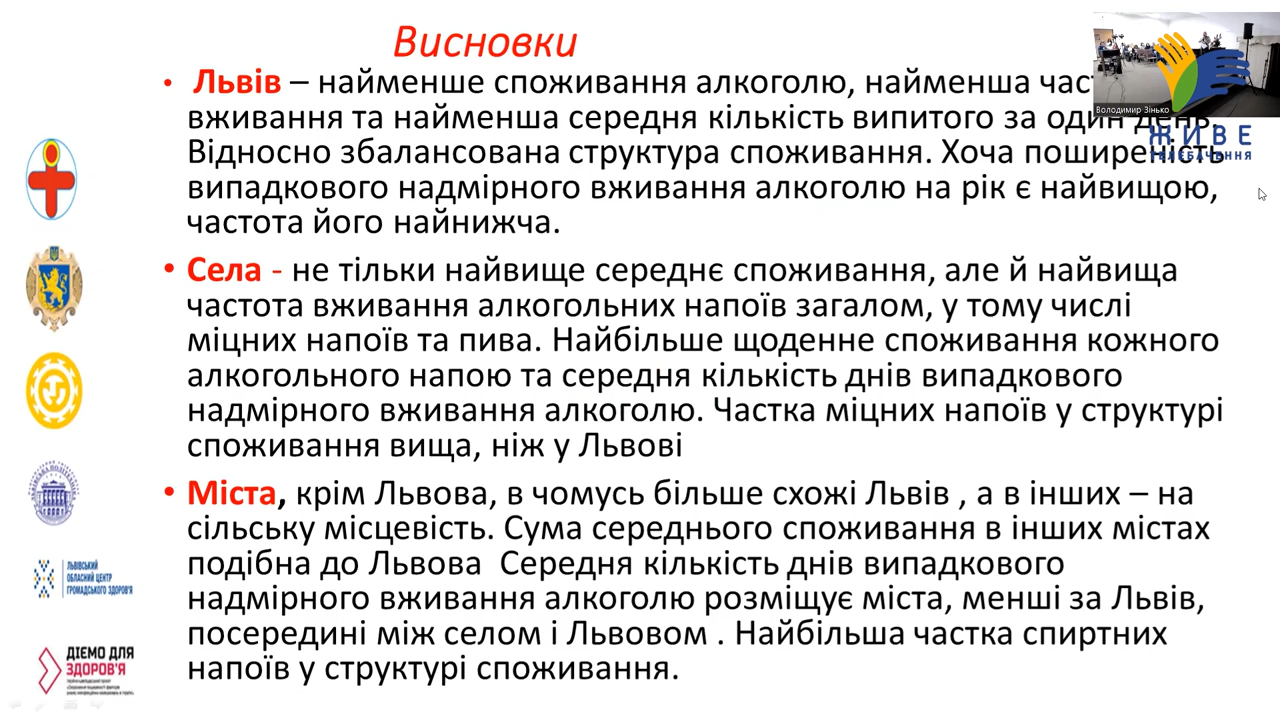 Висновки
• Львів – найменше споживання алкоголю, найменша
вживання та найменша середня кількість випитого за один день.
Відносно збалансована структура споживання. Хоча поширеність
випадкового надмірного вживання алкоголю на рік є найвищою,
частота його найнижча.
• Села - не тільки найвище середнє споживання, але й найвища
частота вживання алкогольних напоїв загалом, у тому числі
міцних напоїв та пива. Найбільше щоденне споживання кожного
алкогольного напою та середня кількість днів випадкового
надмірного вживання алкоголю. Частка міцних напоїв у структурі
споживання вища, ніж у Львові
• Міста, крім Львова, в чомусь більше схожі Львів , а в інших – на
сільську місцевість. Сума середнього споживання в інших містах
подібна до Львова Середня кількість днів випадкового
надмірного вживання алкоголю розміщує міста, менші за Львів,
посередині між селом і Львовом . Найбільша частка спиртних
напоїв у структурі споживання.
Володимир Зінько
ЖИВЕ
ТЕЛЕБАЧЕННЯ
ЛЬВІВСЬКИЙ
ОБЛАСНИЙ ЦЕНТР
ГРОМАДСЬКОГО ЗДОРОВ'Я
ДІЄМО ДЛЯ
ЗДОРОВ'Я